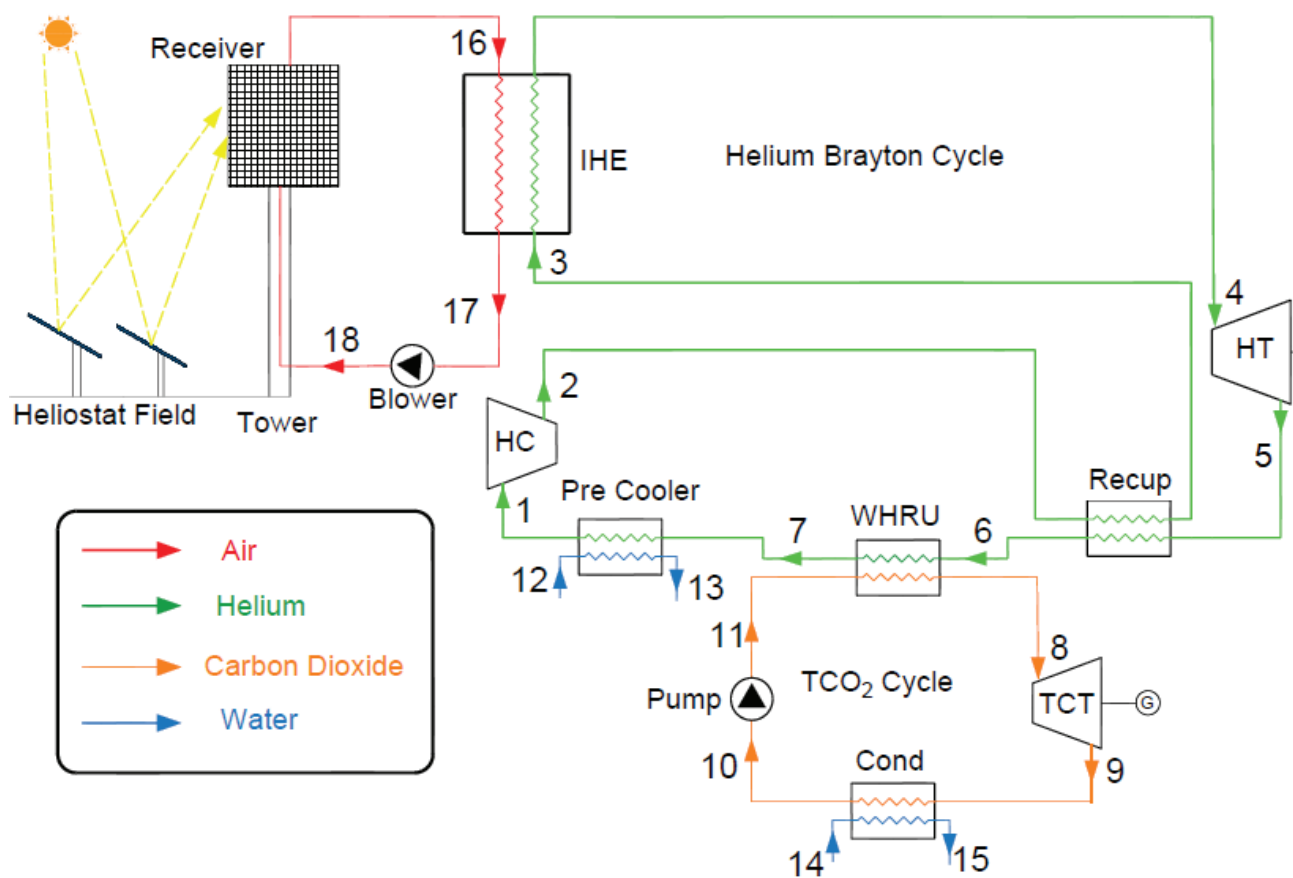 Receiver
16
IHE
Helium Brayton Cycle
3
17
4
18
HT
Blower
2
Heliostat Field
Tower
HC
5
Recup
Pre Cooler
1
WHRU
7
6
12
13
11
8
Air
Helium
Carbon Dioxide
Water
TCO₂ Cycle
Pump
TCT
G
10
Cond
9
14
15